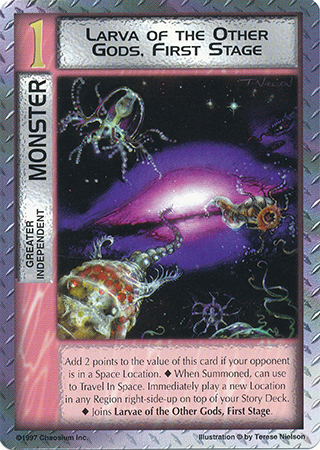 1
LARVA OF THE OTHER
GODS, FIRST STAGE
MONSTER
GREATER
INDEPENDENT
T. NIELSEN
Add 2 points to the value of this card if your opponent
is in a Space Location. ◆ When Summoned, can use
to Travel In Space. Immediately play a new Location
in any Region right-side-up on top of your Story Deck.
◆ Joins Larvae of the Other Gods, First Stage.
©1997 Chaosium Inc.
Illustration © by Terese Nielson